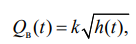 Qв(t) = k√h(t),